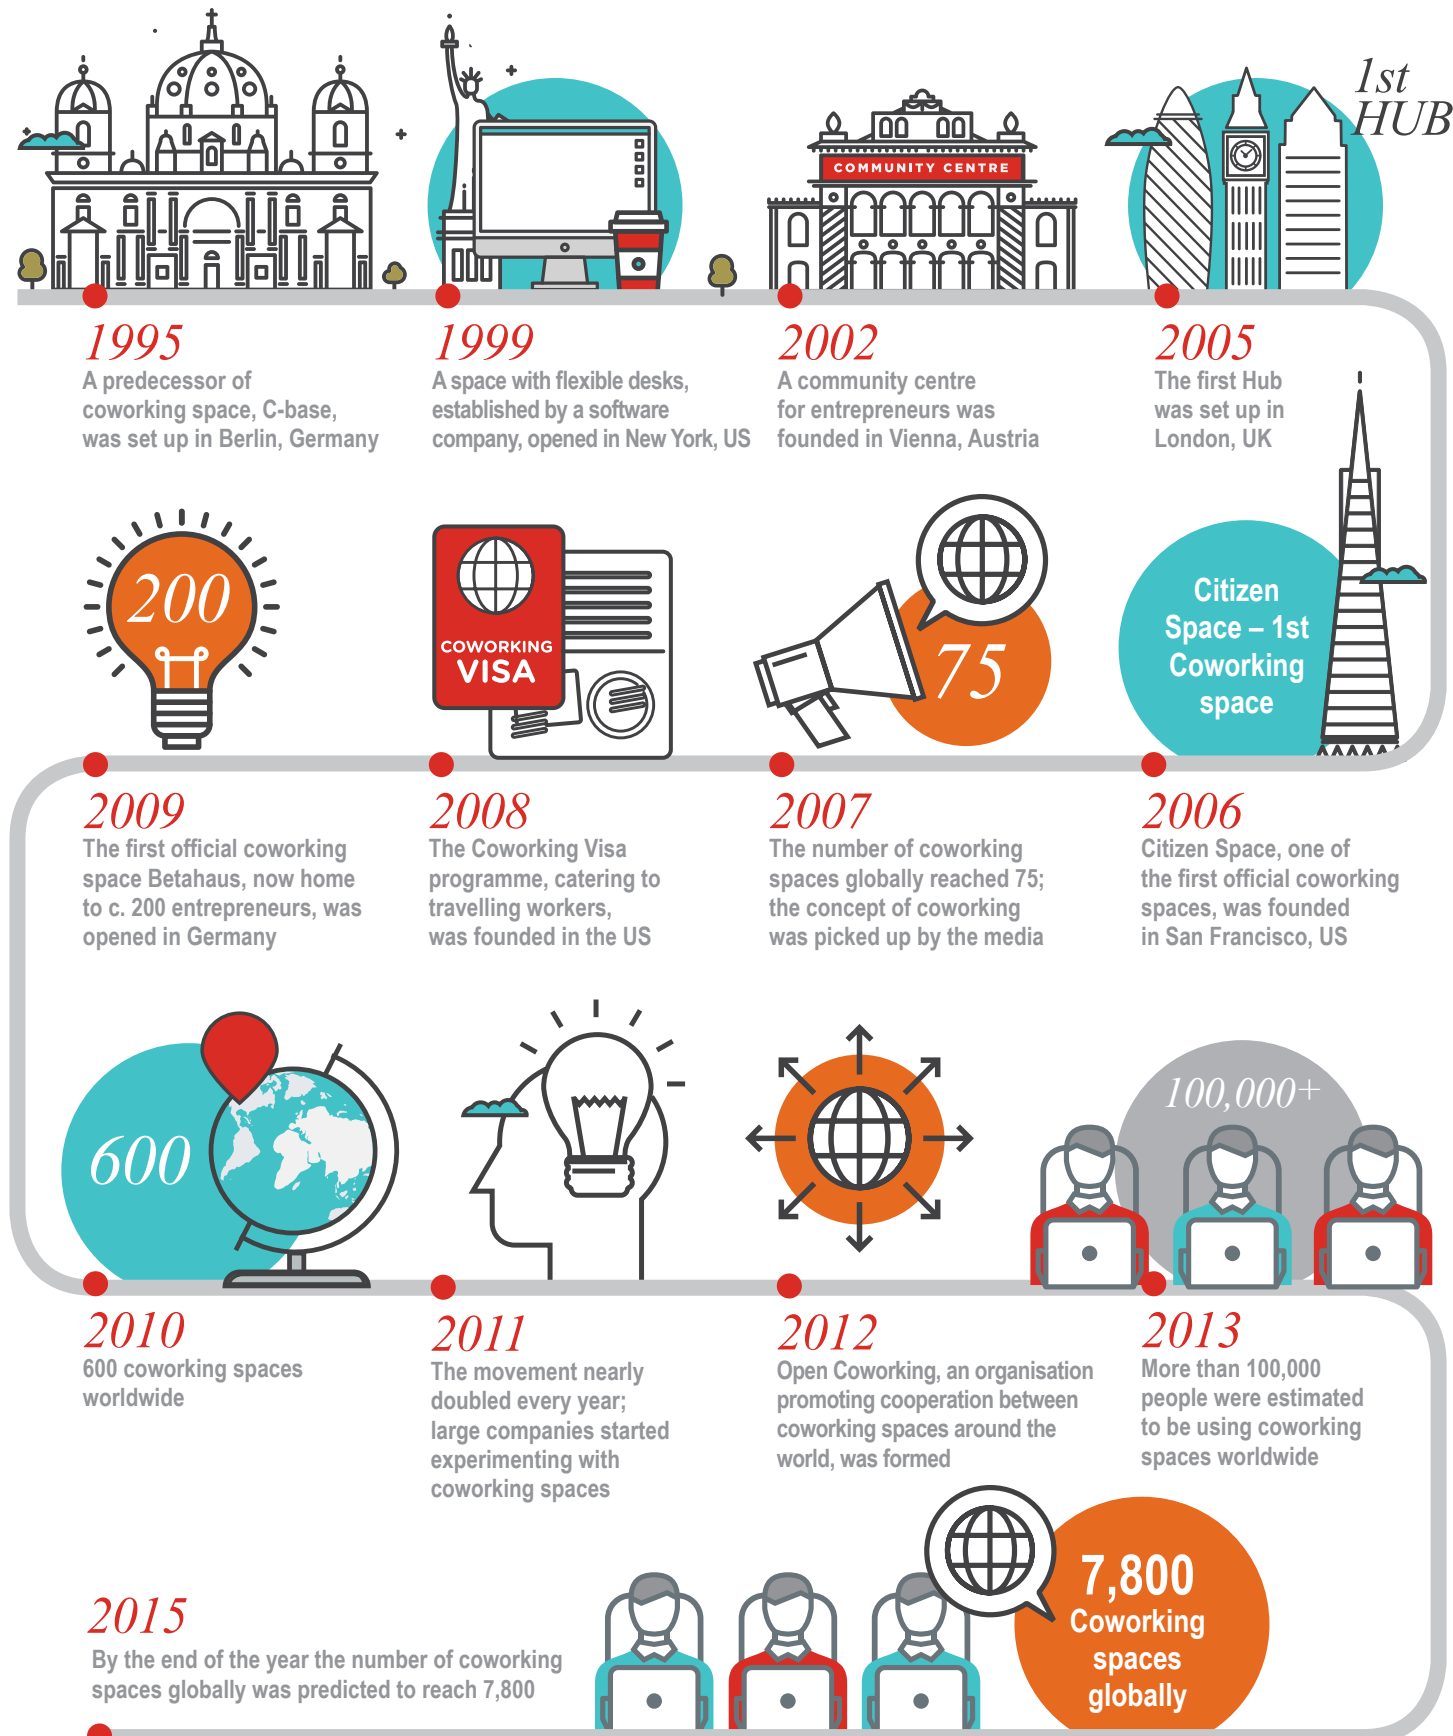 1st
HUB
COMMUNITY CENTRE
1995
A predecessor of
coworking space, C-base,
was set up in Berlin, Germany
1999
A space with flexible desks,
established by a software
company, opened in New York, US
2002
A community centre
for entrepreneurs was
founded in Vienna, Austria
2005
The first Hub
was set up in
London, UK
Citizen
Space – 1st
Coworking
space
2006
Citizen Space, one of
the first official coworking
spaces, was founded
in San Francisco, US
75
2007
The number of coworking
spaces globally reached 75;
the concept of coworking
was picked up by the media
COWORKING
VISA
2008
The Coworking Visa
programme, catering to
travelling workers,
was founded in the US
200
2009
The first official coworking
space Betahaus, now home
to c. 200 entrepreneurs, was
opened in Germany
600
2010
600 coworking spaces
worldwide
2011
The movement nearly
doubled every year;
large companies started
experimenting with
coworking spaces
2012
Open Coworking, an organisation
promoting cooperation between
coworking spaces around the
world, was formed
100,000+
2013
More than 100,000
people were estimated
to be using coworking
spaces worldwide
2015
By the end of the year the number of coworking
spaces globally was predicted to reach 7,800
7,800
Coworking
spaces
globally